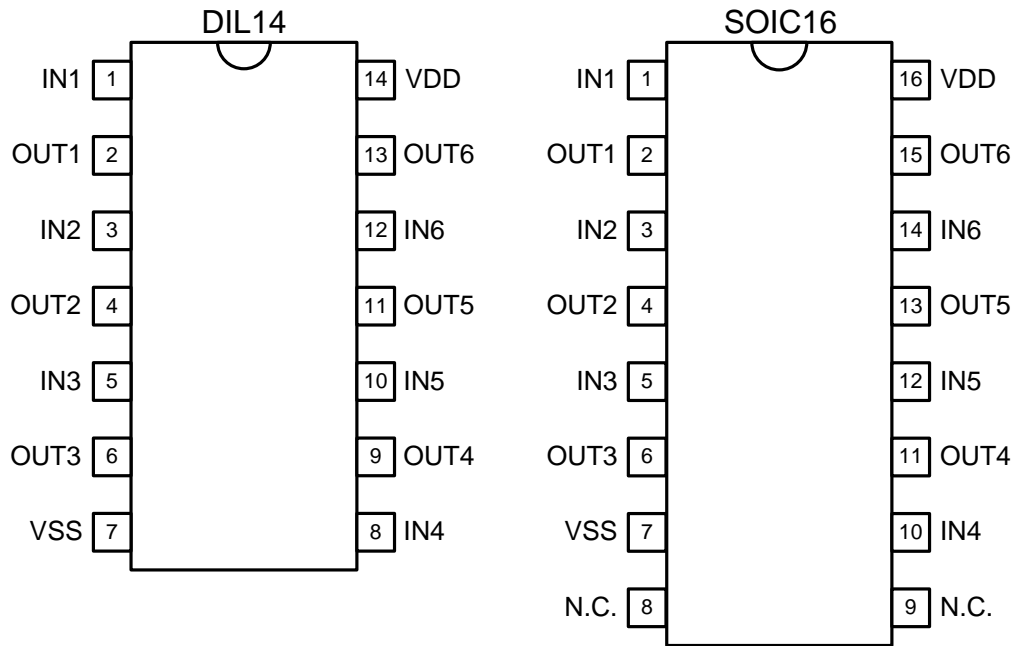 DIL14
IN1 1 14 VDD
OUT1 2 13 OUT6
IN2 3 12 IN6
OUT2 4 11 OUT5
IN3 5 10 IN5
OUT3 6 9 OUT4
VSS 7 8 IN4
SOIC16
IN1 1 16 VDD
OUT1 2 15 OUT6
IN2 3 14 IN6
OUT2 4 13 OUT5
IN3 5 12 IN5
OUT3 6 11 OUT4
VSS 7 10 IN4
N.C. 8 9 N.C.